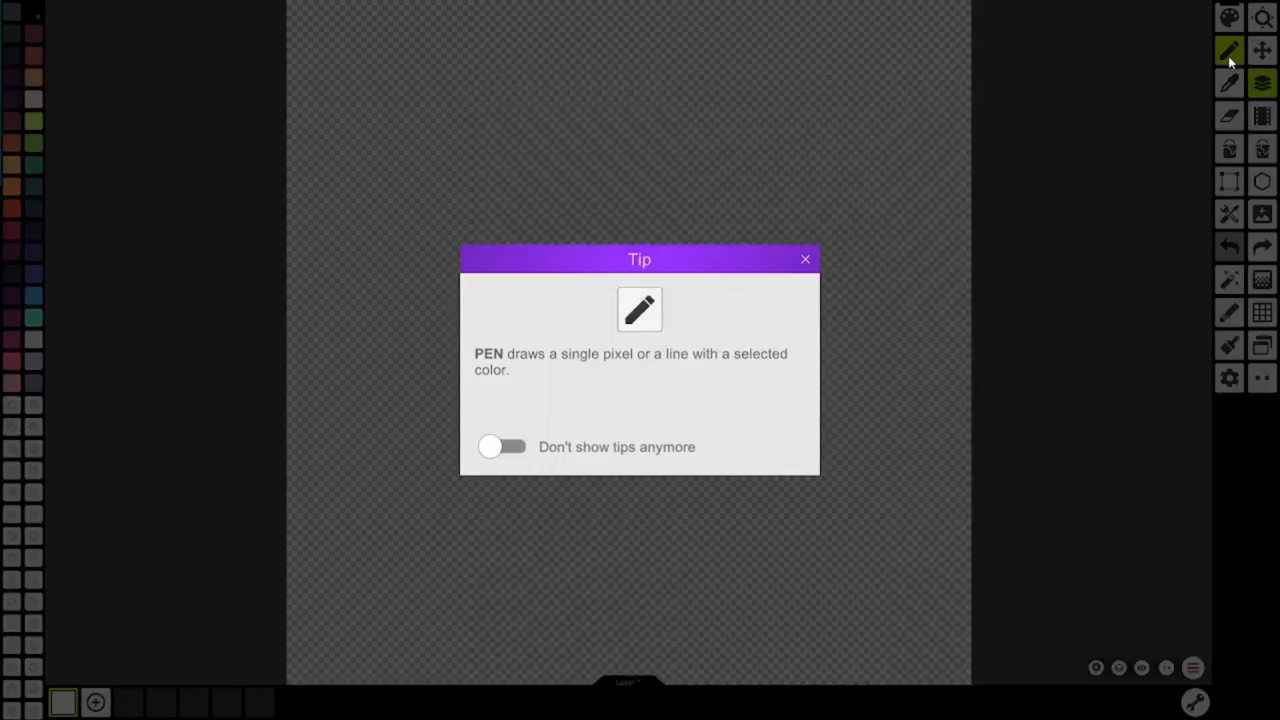 Tip
PEN draws a single pixel or a line with a selected
color.
Don't show tips anymore